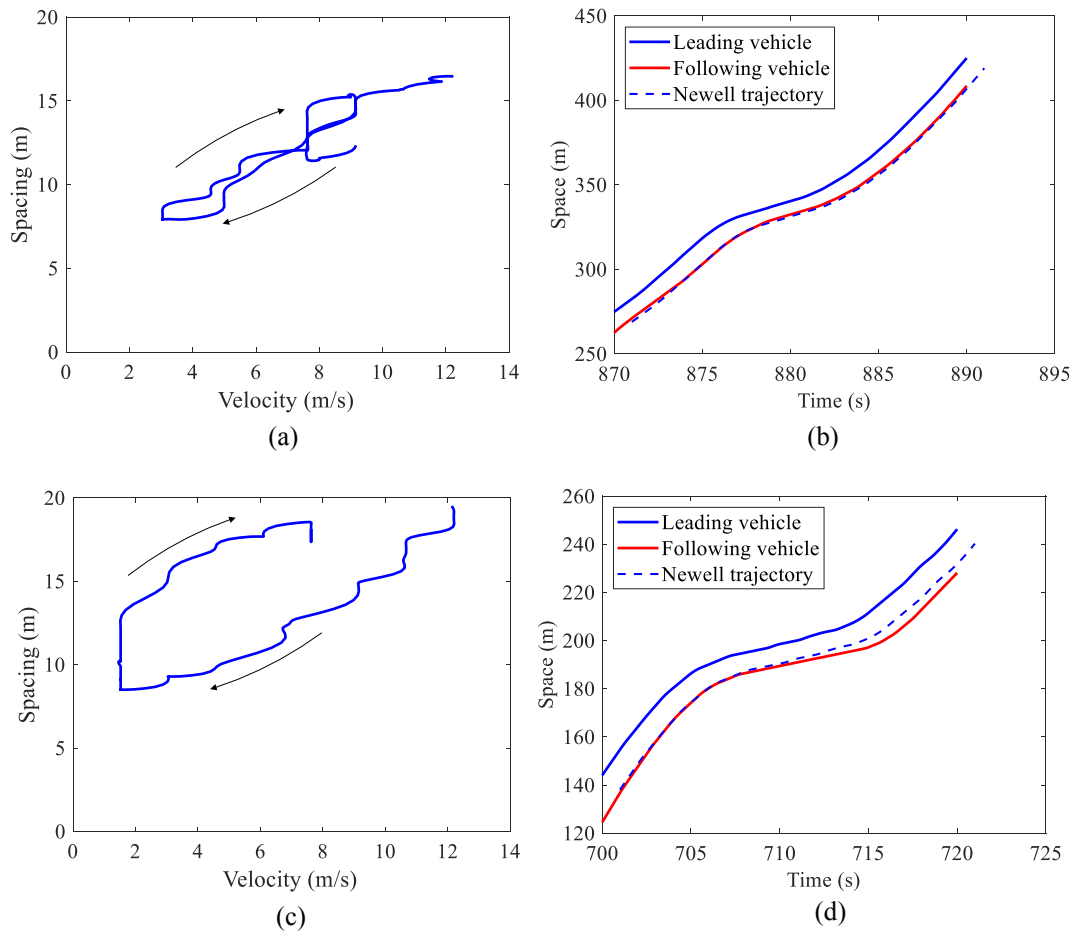 20
15
10
5
0
Spacing (m)
0 2 4 6 8 10 12 14
Velocity (m/s)
(a)
450
400
350
300
250
Space (m)
Leading vehicle
Following vehicle
Newell trajectory
870 875 880 885 890 895
Time (s)
(b)
20
15
10
5
0
Spacing (m)
0 2 4 6 8 10 12 14
Velocity (m/s)
(c)
260
240
220
200
180
160
140
120
Space (m)
Leading vehicle
Following vehicle
Newell trajectory
700 705 710 715 720 725
Time (s)
(d)